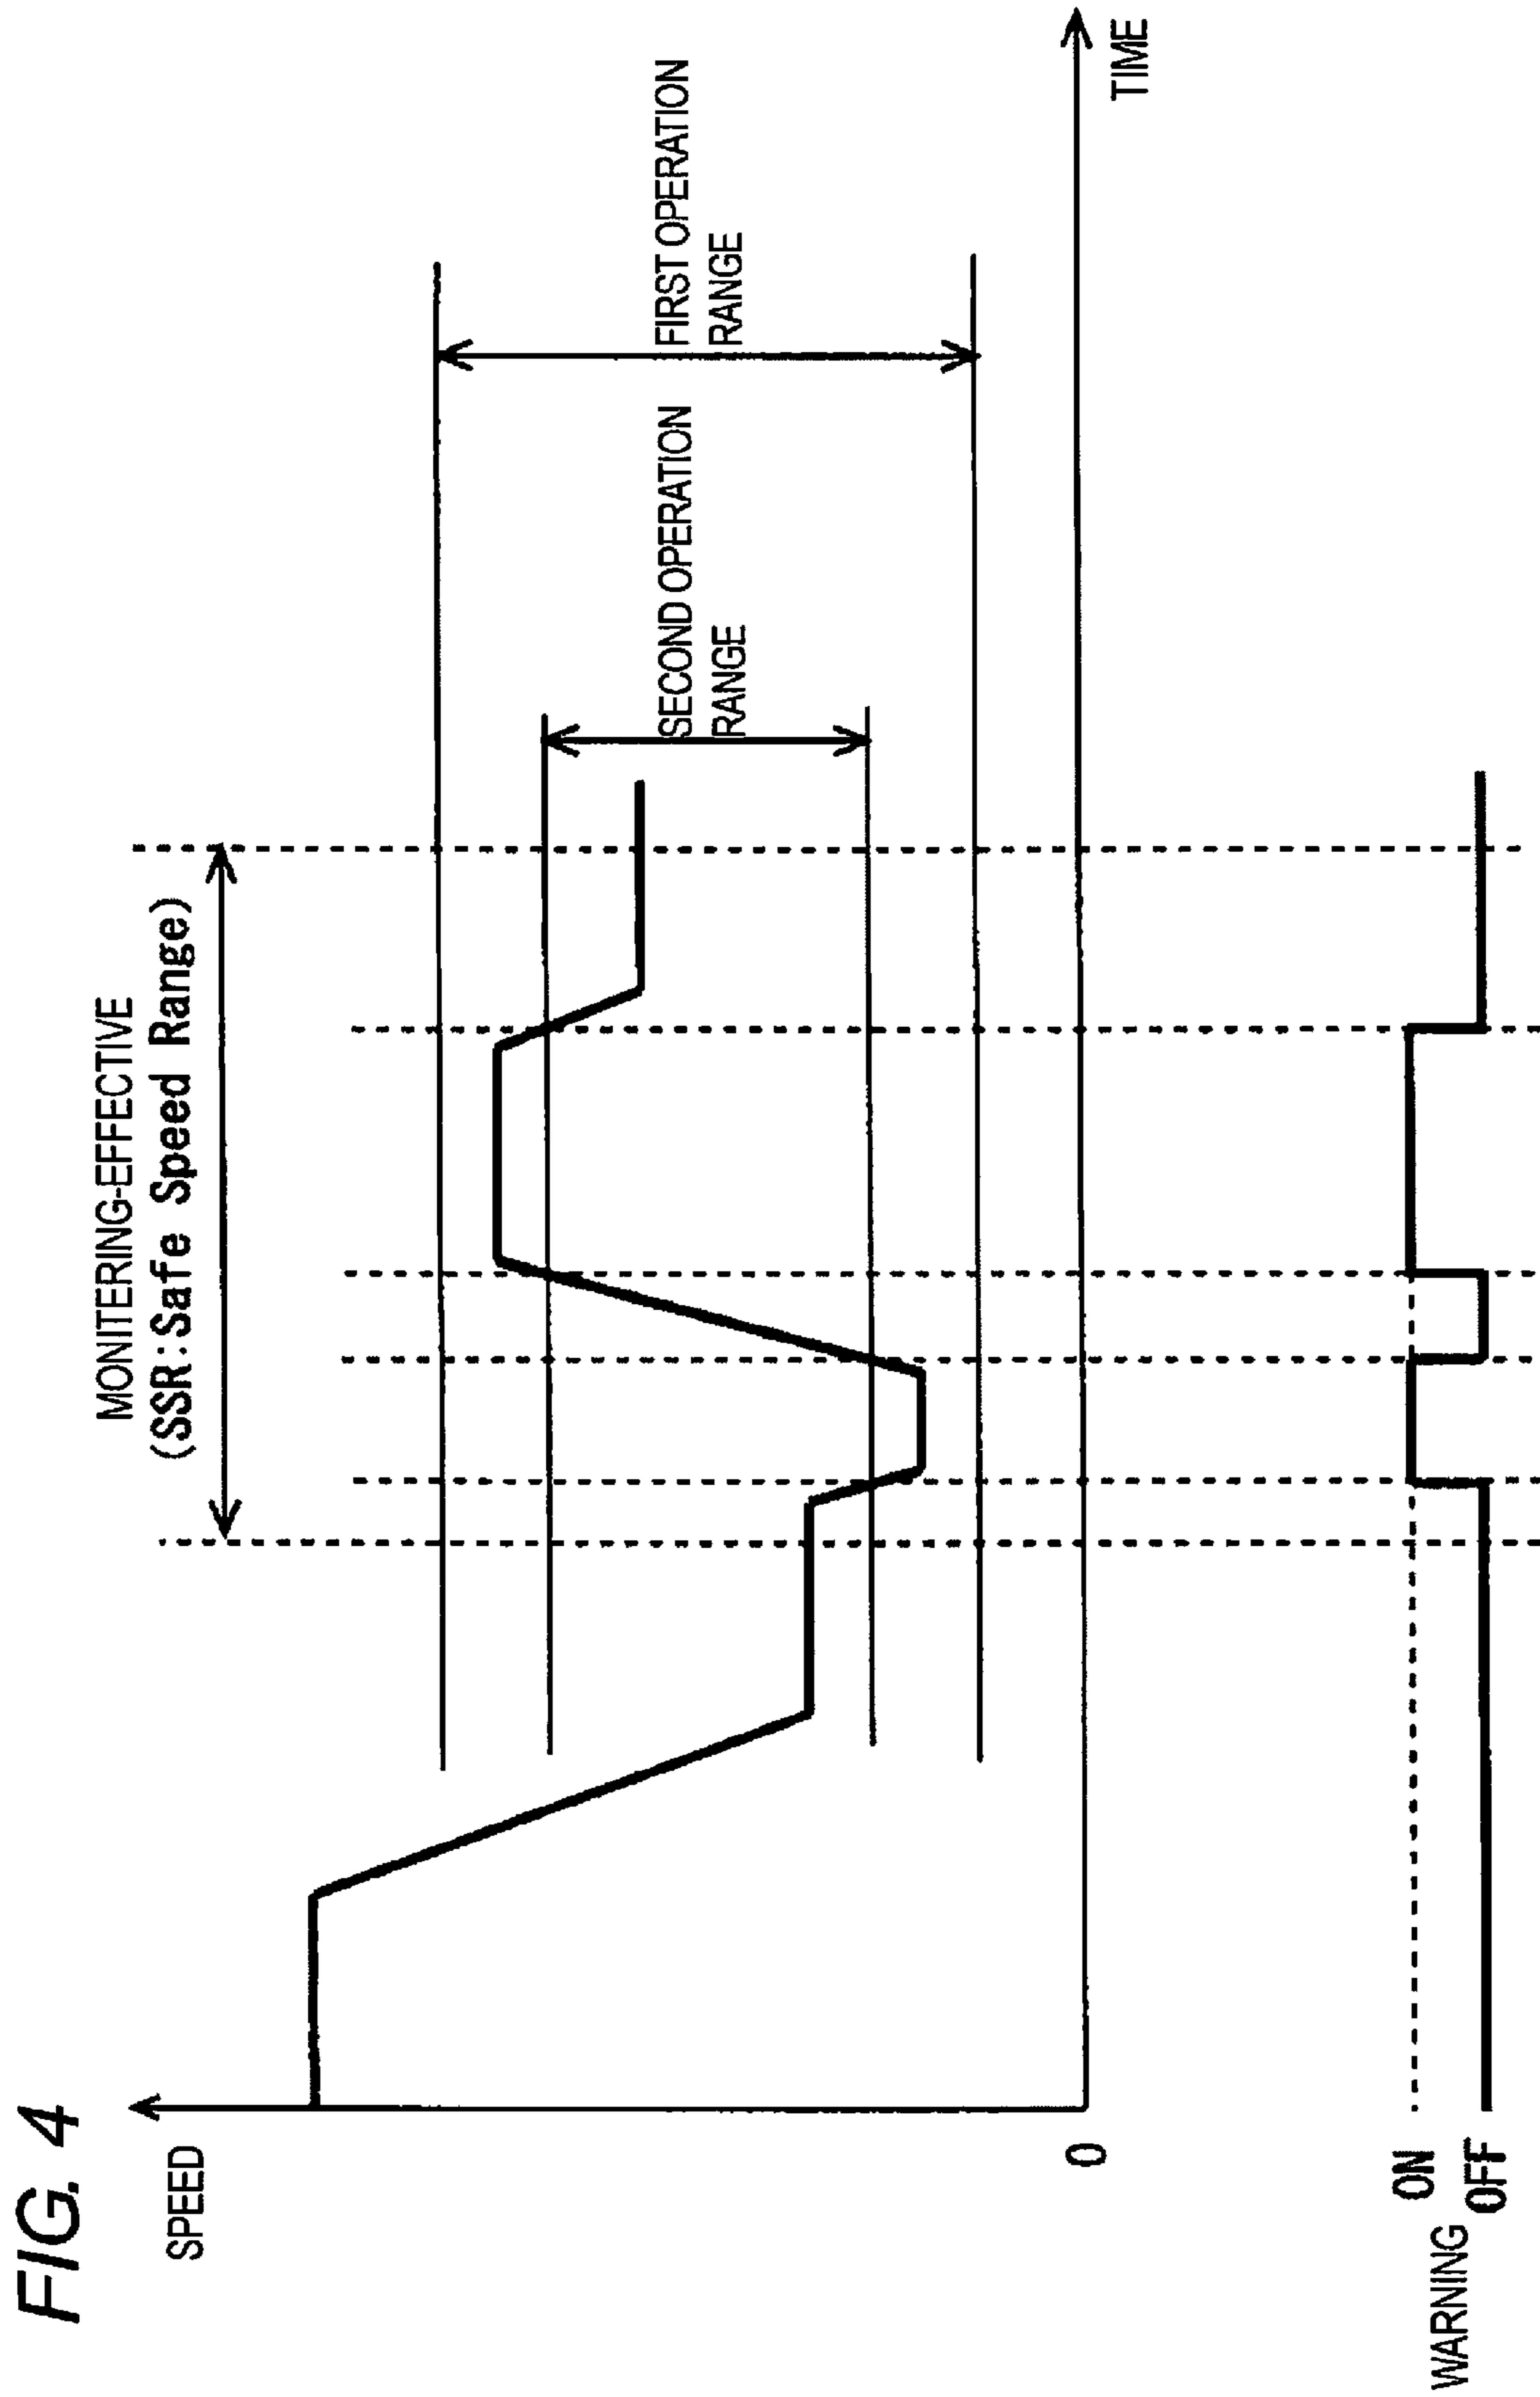 FIG. 4
MONITERING-EFFECTIVE
(SSR:Safe Speed Range)
SPEED
FIRST OPERATION
RANGE
SECOND OPERATION
RANGE
0
TIME
WARNING
ON
OFF